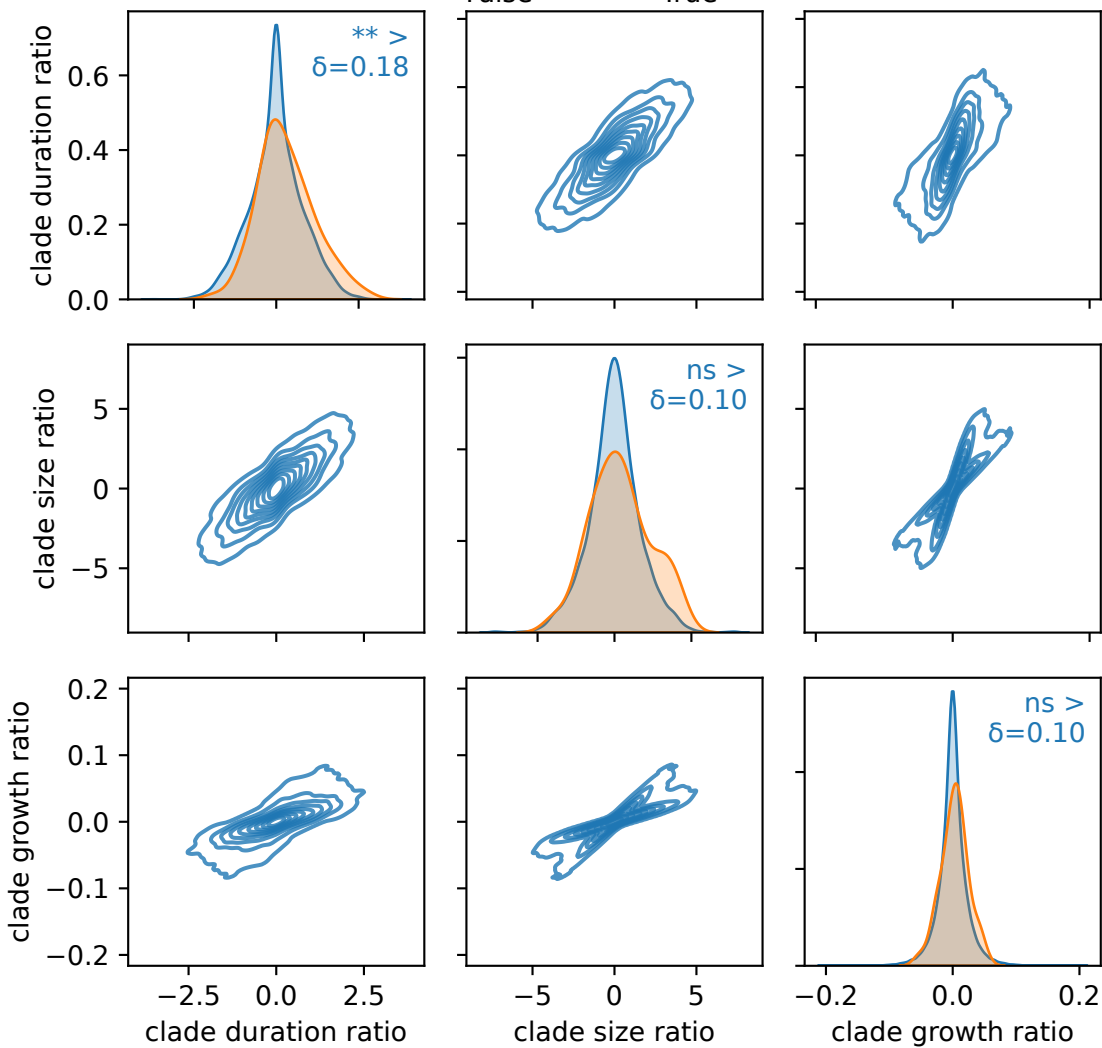 ** >
δ=0.18
clade duration ratio
0.6
0.4
0.2
0.0
ns >
δ=0.10
clade size ratio
5
0
−5
ns >
δ=0.10
clade growth ratio
0.2
0.1
0.0
−0.1
−0.2
−2.5 0.0 2.5
−5 0 5
−0.2 0.0 0.2
clade duration ratio
clade size ratio
clade growth ratio